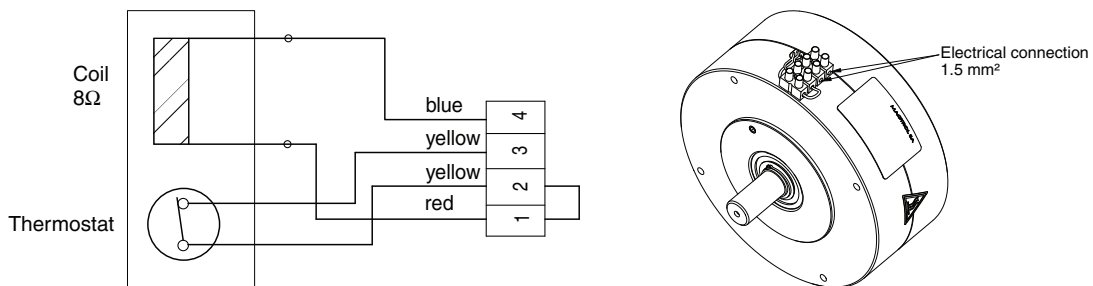 Coil
8Ω
Thermostat
blue
yellow
yellow
red
4
3
2
1
Electrical connection
1.5 mm²